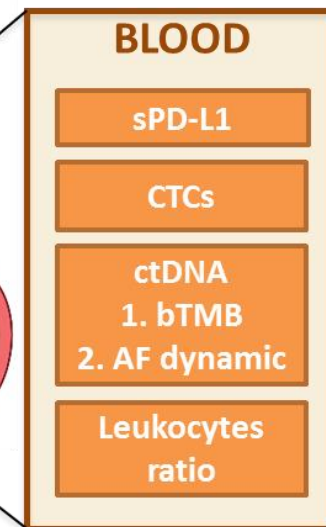 BLOOD
sPD-L1
CTCs
ctDNA
1. bTMB
2. AF dynamic
Leukocytes
ratio